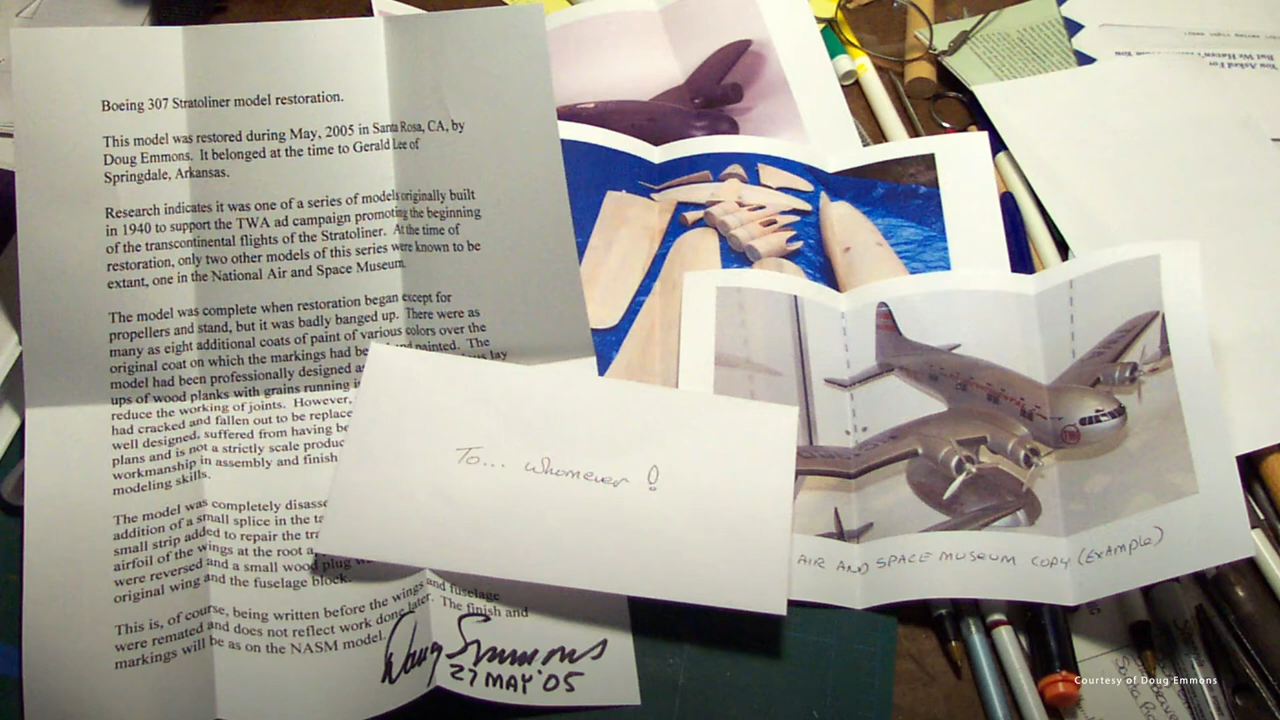 Boeing 307 Stratoliner model restoration.
This model was restored during May, 2005 in Santa Rosa, CA, by
Doug Emmons. It belonged at the time to Gerald Lee of
Springdale, Arkansas.
Research indicates it was one of a series of models originally built
in 1940 to support the TWA ad campaign promoting the beginning
of the transcontinental flights of the Stratoliner. At the time of
restoration, only two other models of this series were known to be
extant, one in the National Air and Space Museum.
The model was complete when restoration began except for
propellers and stand, but it was badly banged up. There were as
many as eight additional coats of paint of various colors over the
original coat on which the markings had be painted. The
model had been professionally designed lay
ups of wood planks with grains running
reduce the working of joints. However,
had cracked and fallen out to be replace
well designed, suffered from having be
plans and is not a strictly scale produc
workmanship in assembly and finish
modeling skills.
The model was completely disasse
addition of a small splice in the
small strip added to repair the
airfoil of the wings at the root
were reversed and a small wood plug
original wing and the fuselage block.
This is, of course, being written before the wings and fuselage
were remated and does not reflect work done later. The finish and
markings will be as on the NASM model.
Doug Emmons
27 MAY '05
To... Whomever!
AIR AND SPACE MUSEUM COPY (EXAMPLE)
TWA
You Asked For
But We Haven't
Courtesy of Doug Emmons